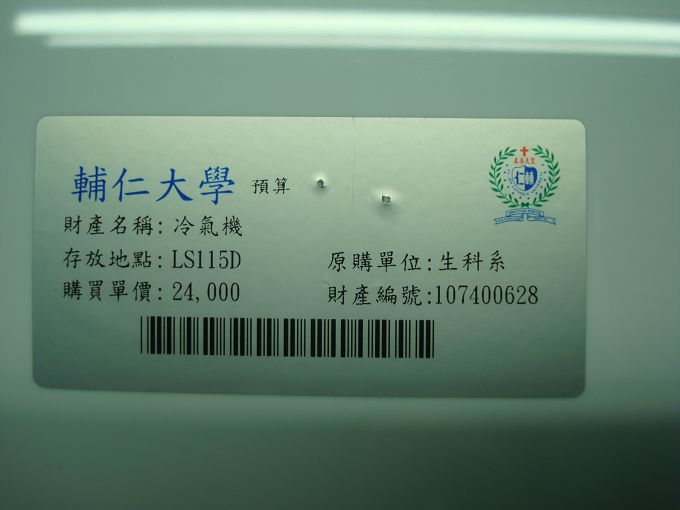 輔仁大學 預算
財產名稱: 冷氣機
存放地點: LS115D 原購單位: 生科系
購買單價: 24,000 財產編號:107400628